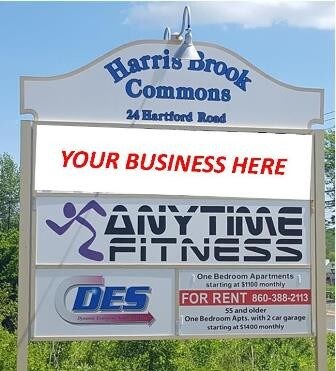 Harris Brook
Commons
24 Hartford Road
YOUR BUSINESS HERE
ANYTIME
FITNESS
DES
One Bedroom Apartments
starting at $1100 monthly
FOR RENT 860-388-2113
55 and older
One Bedroom Apts. with 2 car garage
starting at $1400 monthly